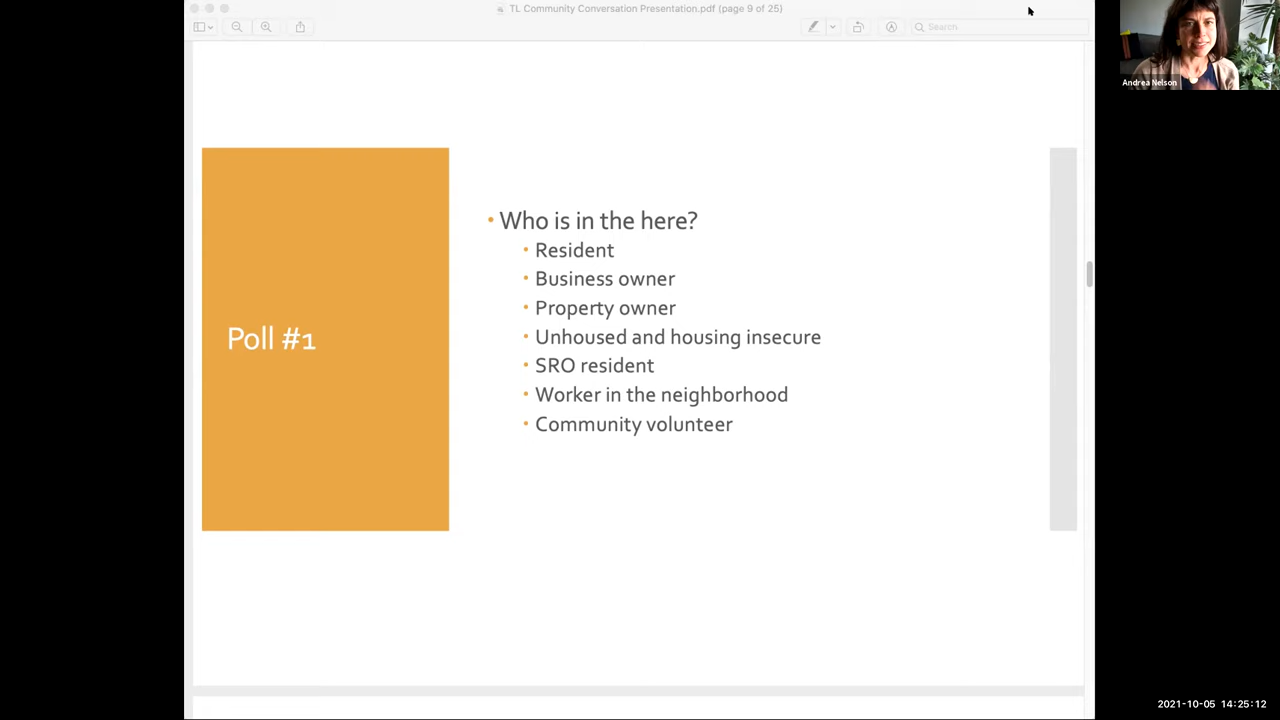 TL Community Conversation Presentation.pdf (page 9 of 25)
Search
Andrea Nelson
Poll #1
• Who is in the here?
• Resident
• Business owner
• Property owner
• Unhoused and housing insecure
• SRO resident
• Worker in the neighborhood
• Community volunteer
2021-10-05 14:25:12